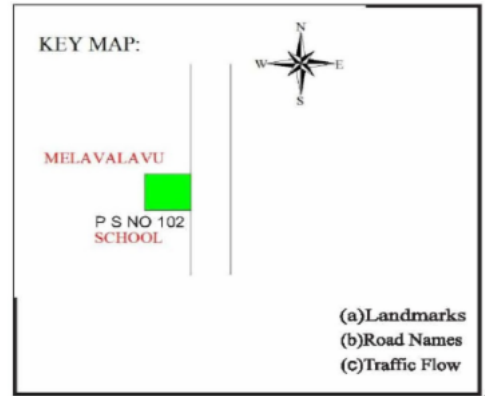 KEY MAP:
N
W E
S
MELAVALAVU
P S NO 102
SCHOOL
(a)Landmarks
(b)Road Names
(c)Traffic Flow